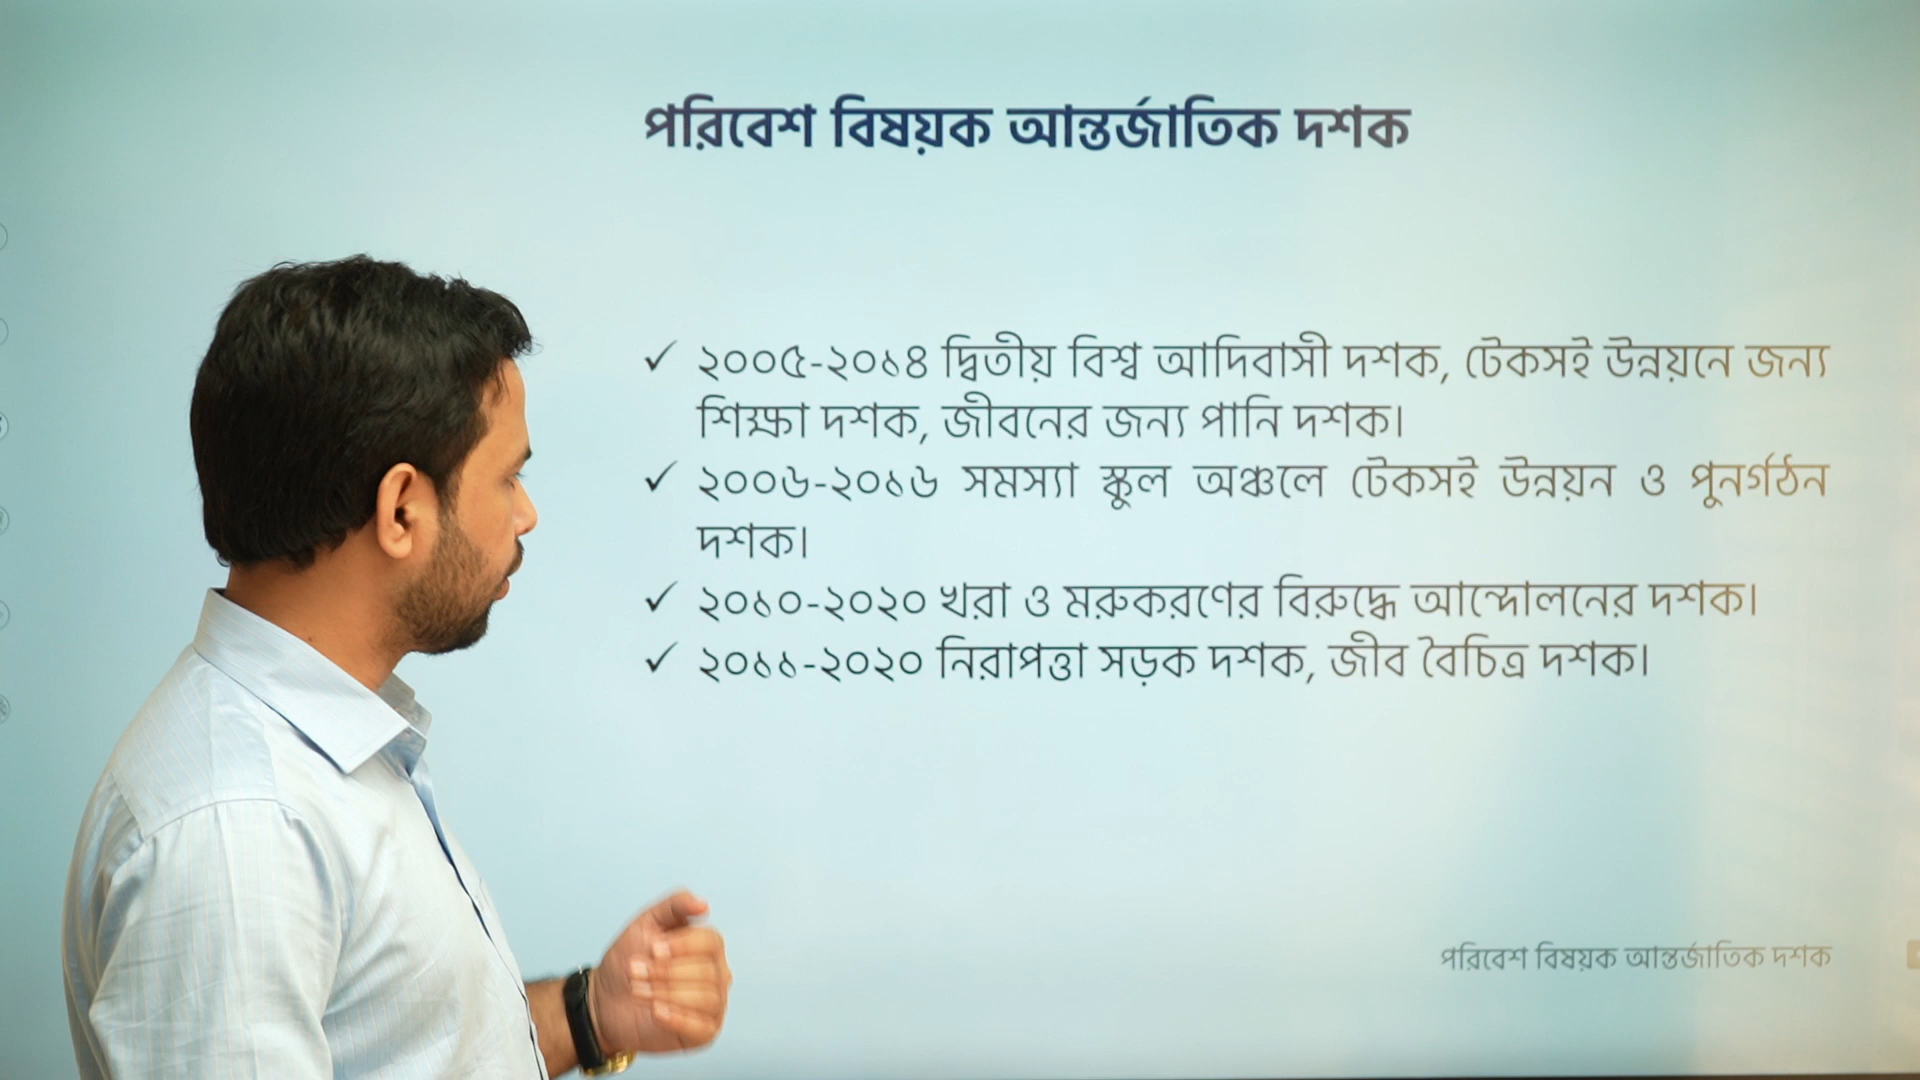 পরিবেশ বিষয়ক আন্তর্জাতিক দশক
✓ ২০০৫-২০১৪ দ্বিতীয় বিশ্ব আদিবাসী দশক, টেকসই উন্নয়নে জন্য
শিক্ষা দশক, জীবনের জন্য পানি দশক।
✓ ২০০৬-২০১৬ সমস্যা স্কুল অঞ্চলে টেকসই উন্নয়ন ও পুনর্গঠন
দশক।
✓ ২০১০-২০২০ খরা ও মরুকরণের বিরুদ্ধে আন্দোলনের দশক।
✓ ২০১১-২০২০ নিরাপত্তা সড়ক দশক, জীব বৈচিত্র দশক।
পরিবেশ বিষয়ক আন্তর্জাতিক দশক